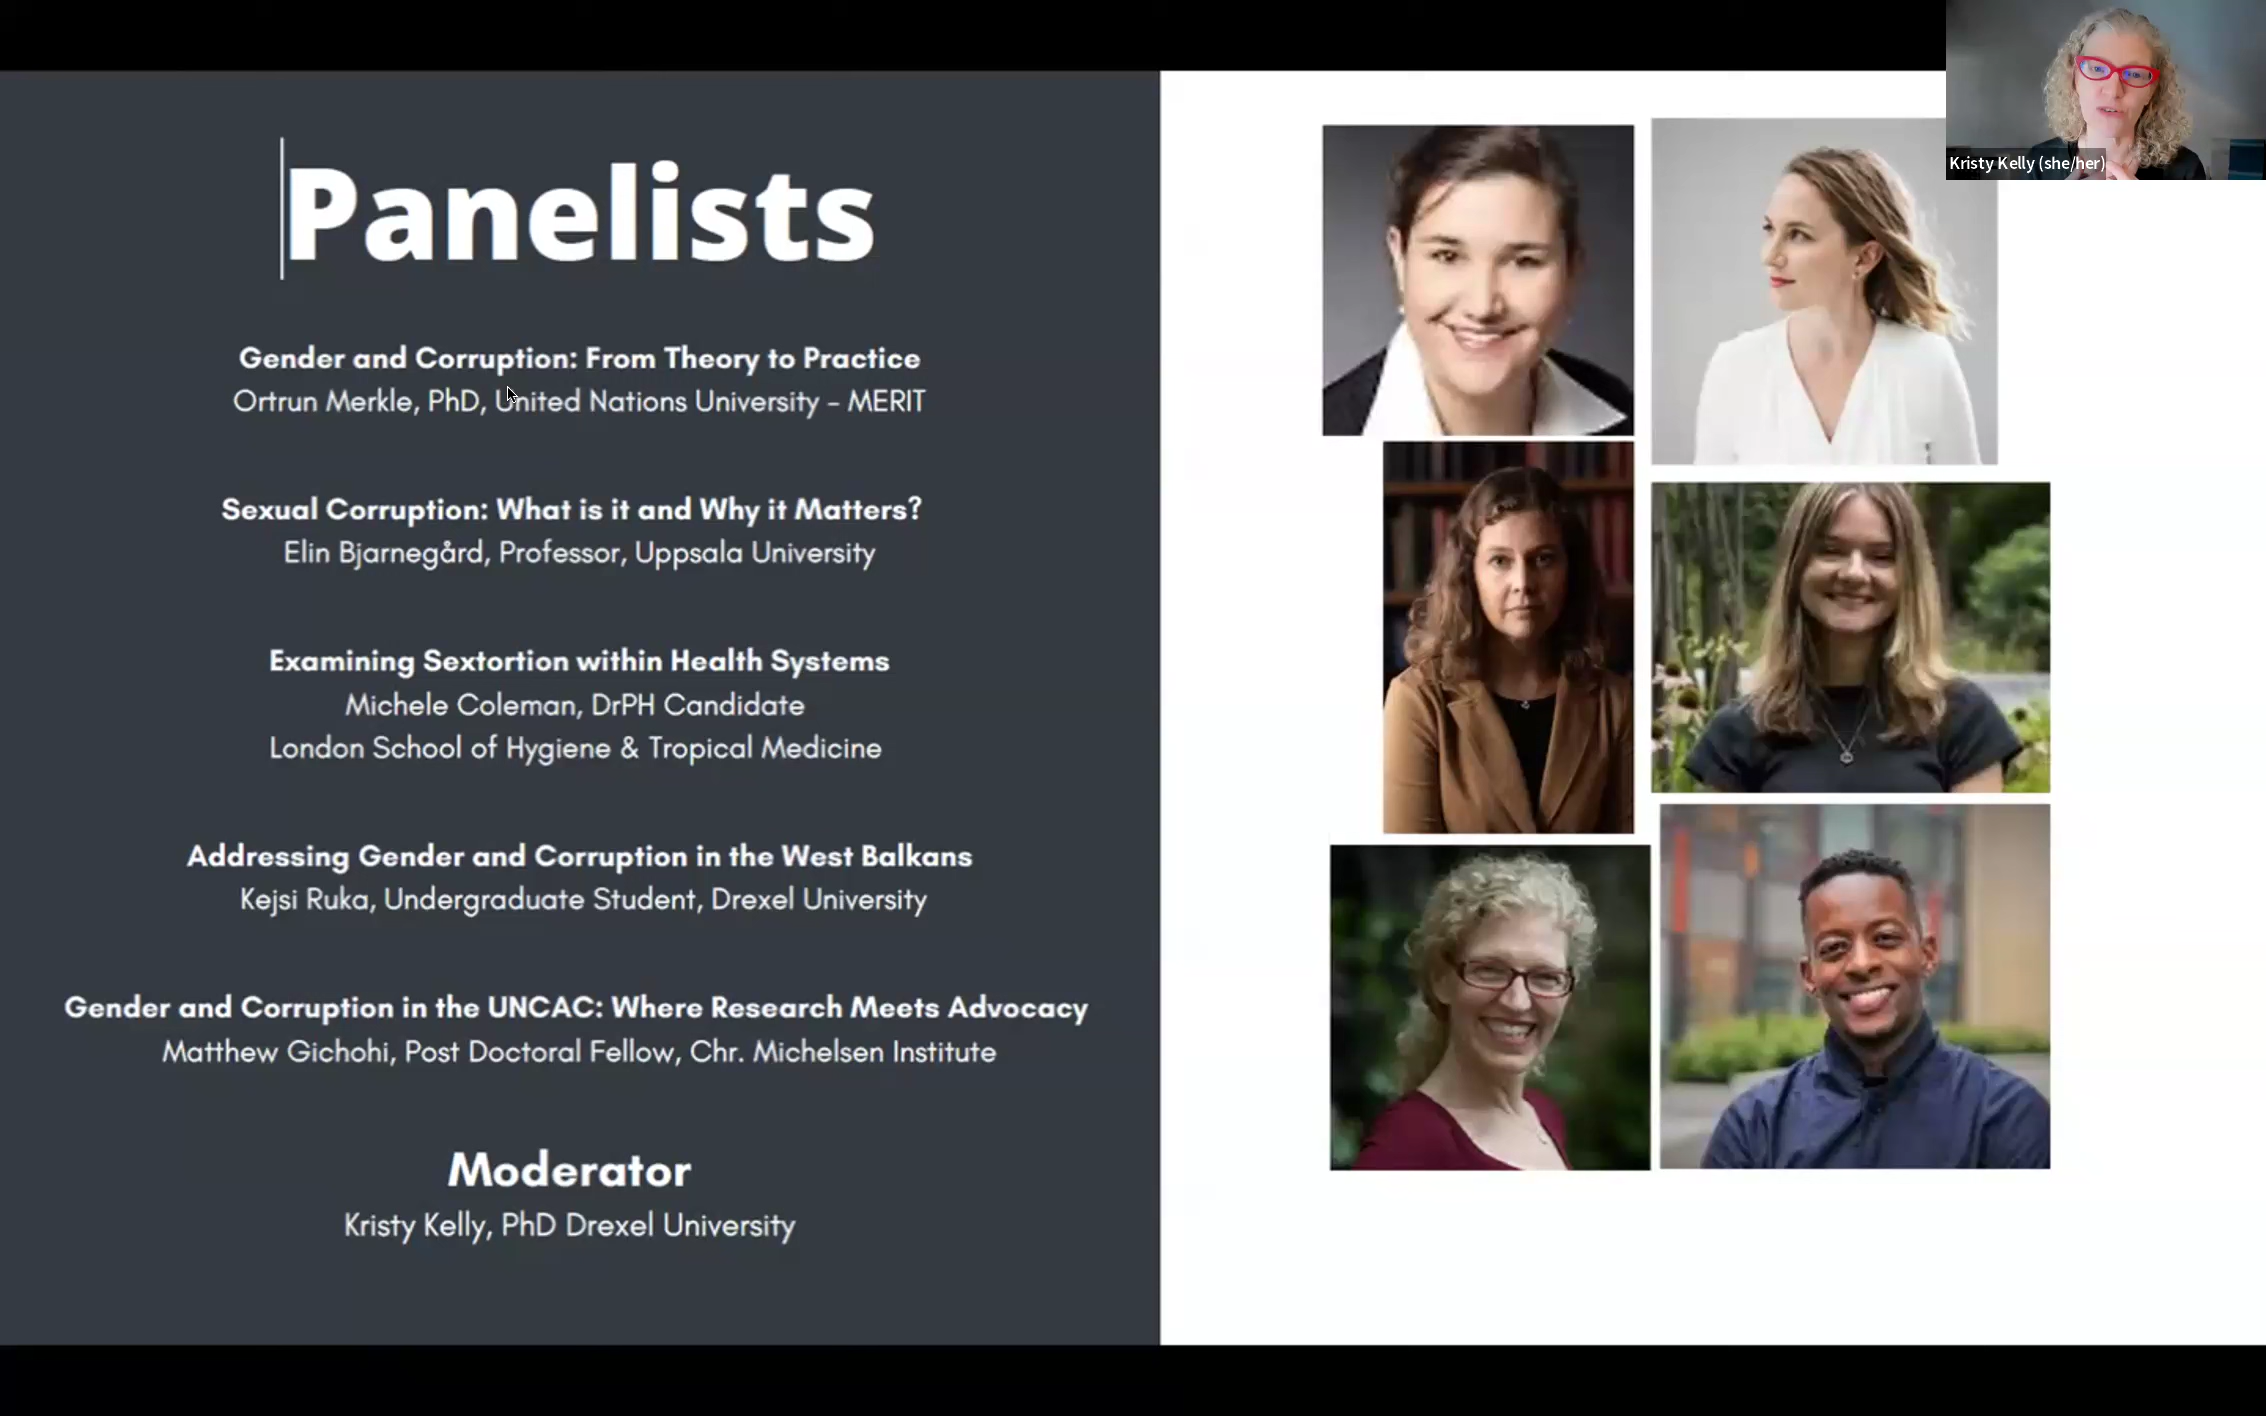 Panelists
Gender and Corruption: From Theory to Practice
Ortrun Merkle, PhD, United Nations University - MERIT
Sexual Corruption: What is it and Why it Matters?
Elin Bjarnegård, Professor, Uppsala University
Examining Sextortion within Health Systems
Michele Coleman, DrPH Candidate
London School of Hygiene & Tropical Medicine
Addressing Gender and Corruption in the West Balkans
Kejsi Ruka, Undergraduate Student, Drexel University
Gender and Corruption in the UNCAC: Where Research Meets Advocacy
Matthew Gichohi, Post Doctoral Fellow, Chr. Michelsen Institute
Moderator
Kristy Kelly, PhD Drexel University
Kristy Kelly (she/her)